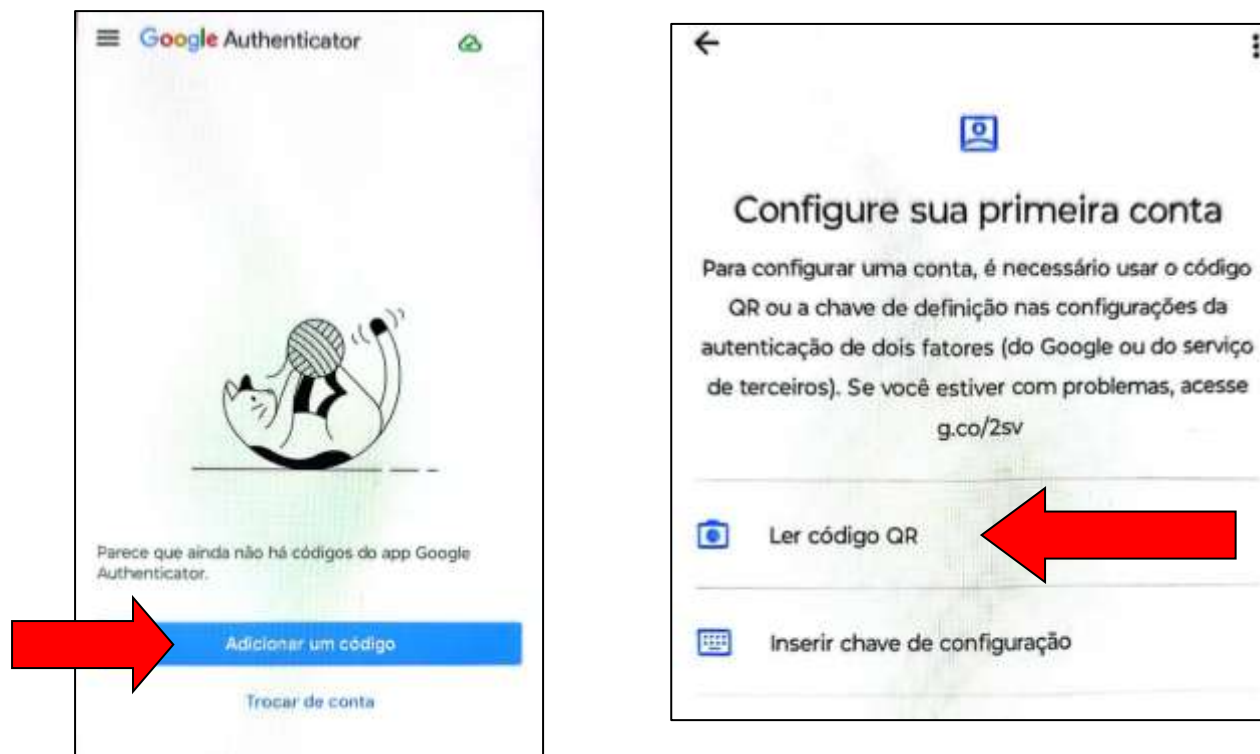 Google Authenticator
Parece que ainda não há códigos do app Google
Authenticator.
Adicionar um código
Trocar de conta
Configure sua primeira conta
Para configurar uma conta, é necessário usar o código
QR ou a chave de definição nas configurações da
autenticação de dois fatores (do Google ou do serviço
de terceiros). Se você estiver com problemas, acesse
g.co/2sv
Ler código QR
Inserir chave de configuração